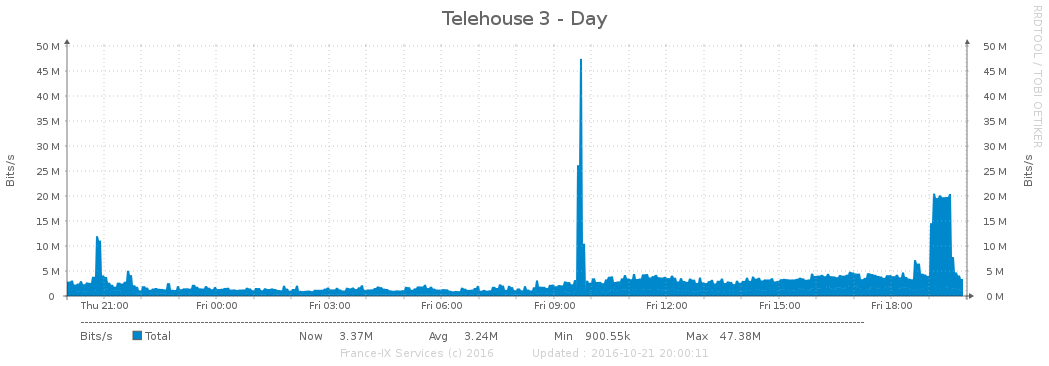 Telehouse 3 - Day
RRDTOOL / TOBI OETIKER
Bits/s
Bits/s
50 M 50 M
45 M 45 M
40 M 40 M
35 M 35 M
30 M 30 M
25 M 25 M
20 M 20 M
15 M 15 M
10 M 10 M
5 M 5 M
0 0 M
Thu 21:00 Fri 00:00 Fri 03:00 Fri 06:00 Fri 09:00 Fri 12:00 Fri 15:00 Fri 18:00
Bits/s Total Now 3.37M Avg 3.24M Min 900.55k Max 47.38M
France-IX Services (c) 2016 Updated : 2016-10-21 20:00:11